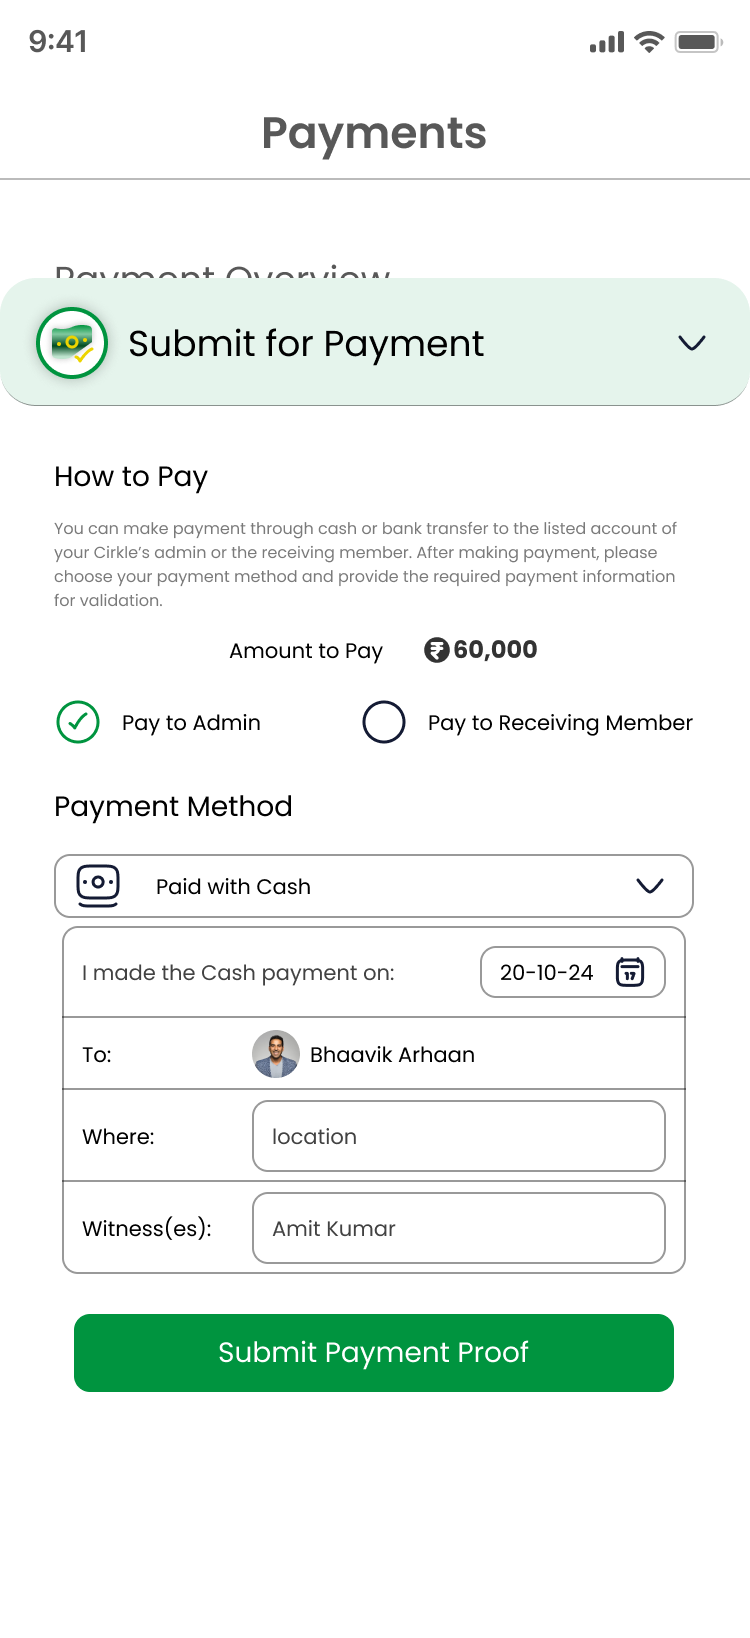 9:41
Payments
Payment Overview
Submit for Payment
How to Pay
You can make payment through cash or bank transfer to the listed account of
your Cirkle’s admin or the receiving member. After making payment, please
choose your payment method and provide the required payment information
for validation.
Amount to Pay ₹60,000
Pay to Admin Pay to Receiving Member
Payment Method
Paid with Cash
I made the Cash payment on: 20-10-24 17
To: Bhaavik Arhaan
Where: location
Witness(es): Amit Kumar
Submit Payment Proof